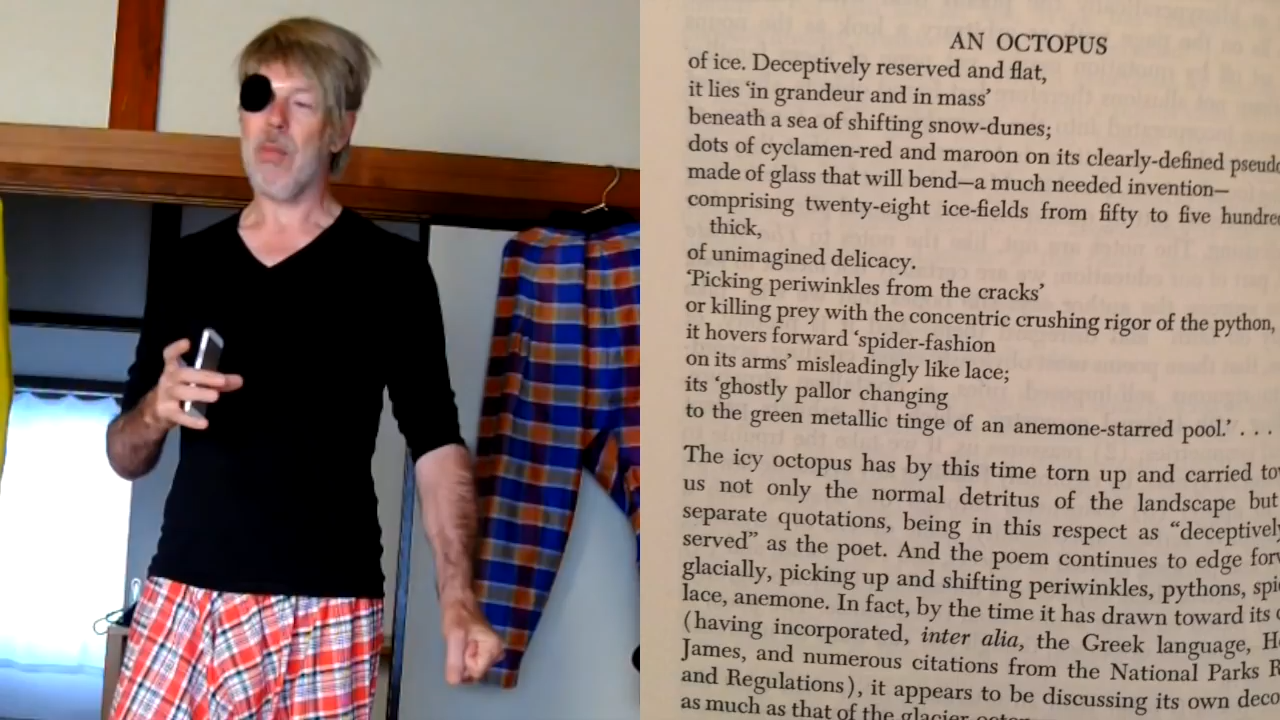 AN OCTOPUS
of ice. Deceptively reserved and flat,
it lies ‘in grandeur and in mass’
beneath a sea of shifting snow-dunes;
dots of cyclamen-red and maroon on its clearly-defined pseudo
made of glass that will bend—a much needed invention—
comprising twenty-eight ice-fields from fifty to five hundred
thick,
of unimagined delicacy.
‘Picking periwinkles from the cracks’
or killing prey with the concentric crushing rigor of the python,
it hovers forward ‘spider-fashion
on its arms’ misleadingly like lace;
its ‘ghostly pallor changing
to the green metallic tinge of an anemone-starred pool.’ . . .
The icy octopus has by this time torn up and carried
us not only the normal detritus of the landscape but
separate quotations, being in this respect as “deceptively
served” as the poet. And the poem continues to edge
glacially, picking up and shifting periwinkles, pythons,
lace, anemone. In fact, by the time it has drawn toward its
(having incorporated, inter alia, the Greek language,
James, and numerous citations from the National Parks
and Regulations), it appears to be discussing its own
as much as that of the glacier